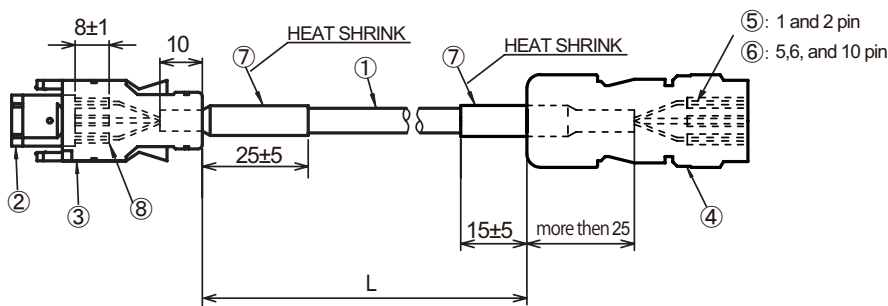 8±1
10
HEAT SHRINK
⑦
①
⑦
HEAT SHRINK
⑤: 1 and 2 pin
⑥: 5,6, and 10 pin
25±5
②
③
⑧
15±5
more then 25
④
L